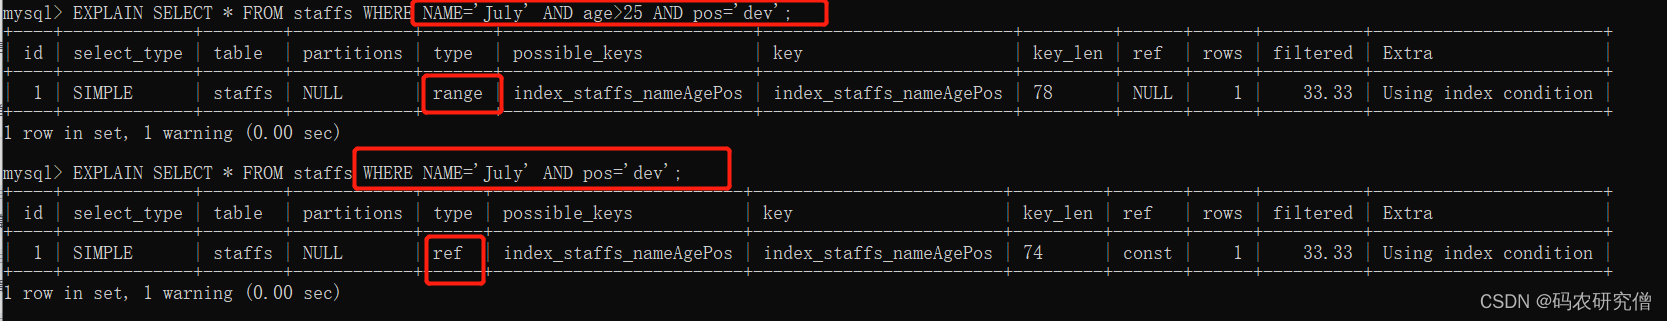 mysql> EXPLAIN SELECT * FROM staffs WHERE NAME='July' AND age>25 AND pos='dev';
| id | select_type | table | partitions | type | possible_keys | key | key_len | ref | rows | filtered | Extra |
| 1 | SIMPLE | staffs | NULL | range | index_staffs_nameAgePos | index_staffs_nameAgePos | 78 | NULL | 1 | 33.33 | Using index condition |
1 row in set, 1 warning (0.00 sec)
mysql> EXPLAIN SELECT * FROM staffs WHERE NAME='July' AND pos='dev';
| id | select_type | table | partitions | type | possible_keys | key | key_len | ref | rows | filtered | Extra |
| 1 | SIMPLE | staffs | NULL | ref | index_staffs_nameAgePos | index_staffs_nameAgePos | 74 | const | 1 | 33.33 | Using index condition |
1 row in set, 1 warning (0.00 sec)
CSDN @码农研究僧